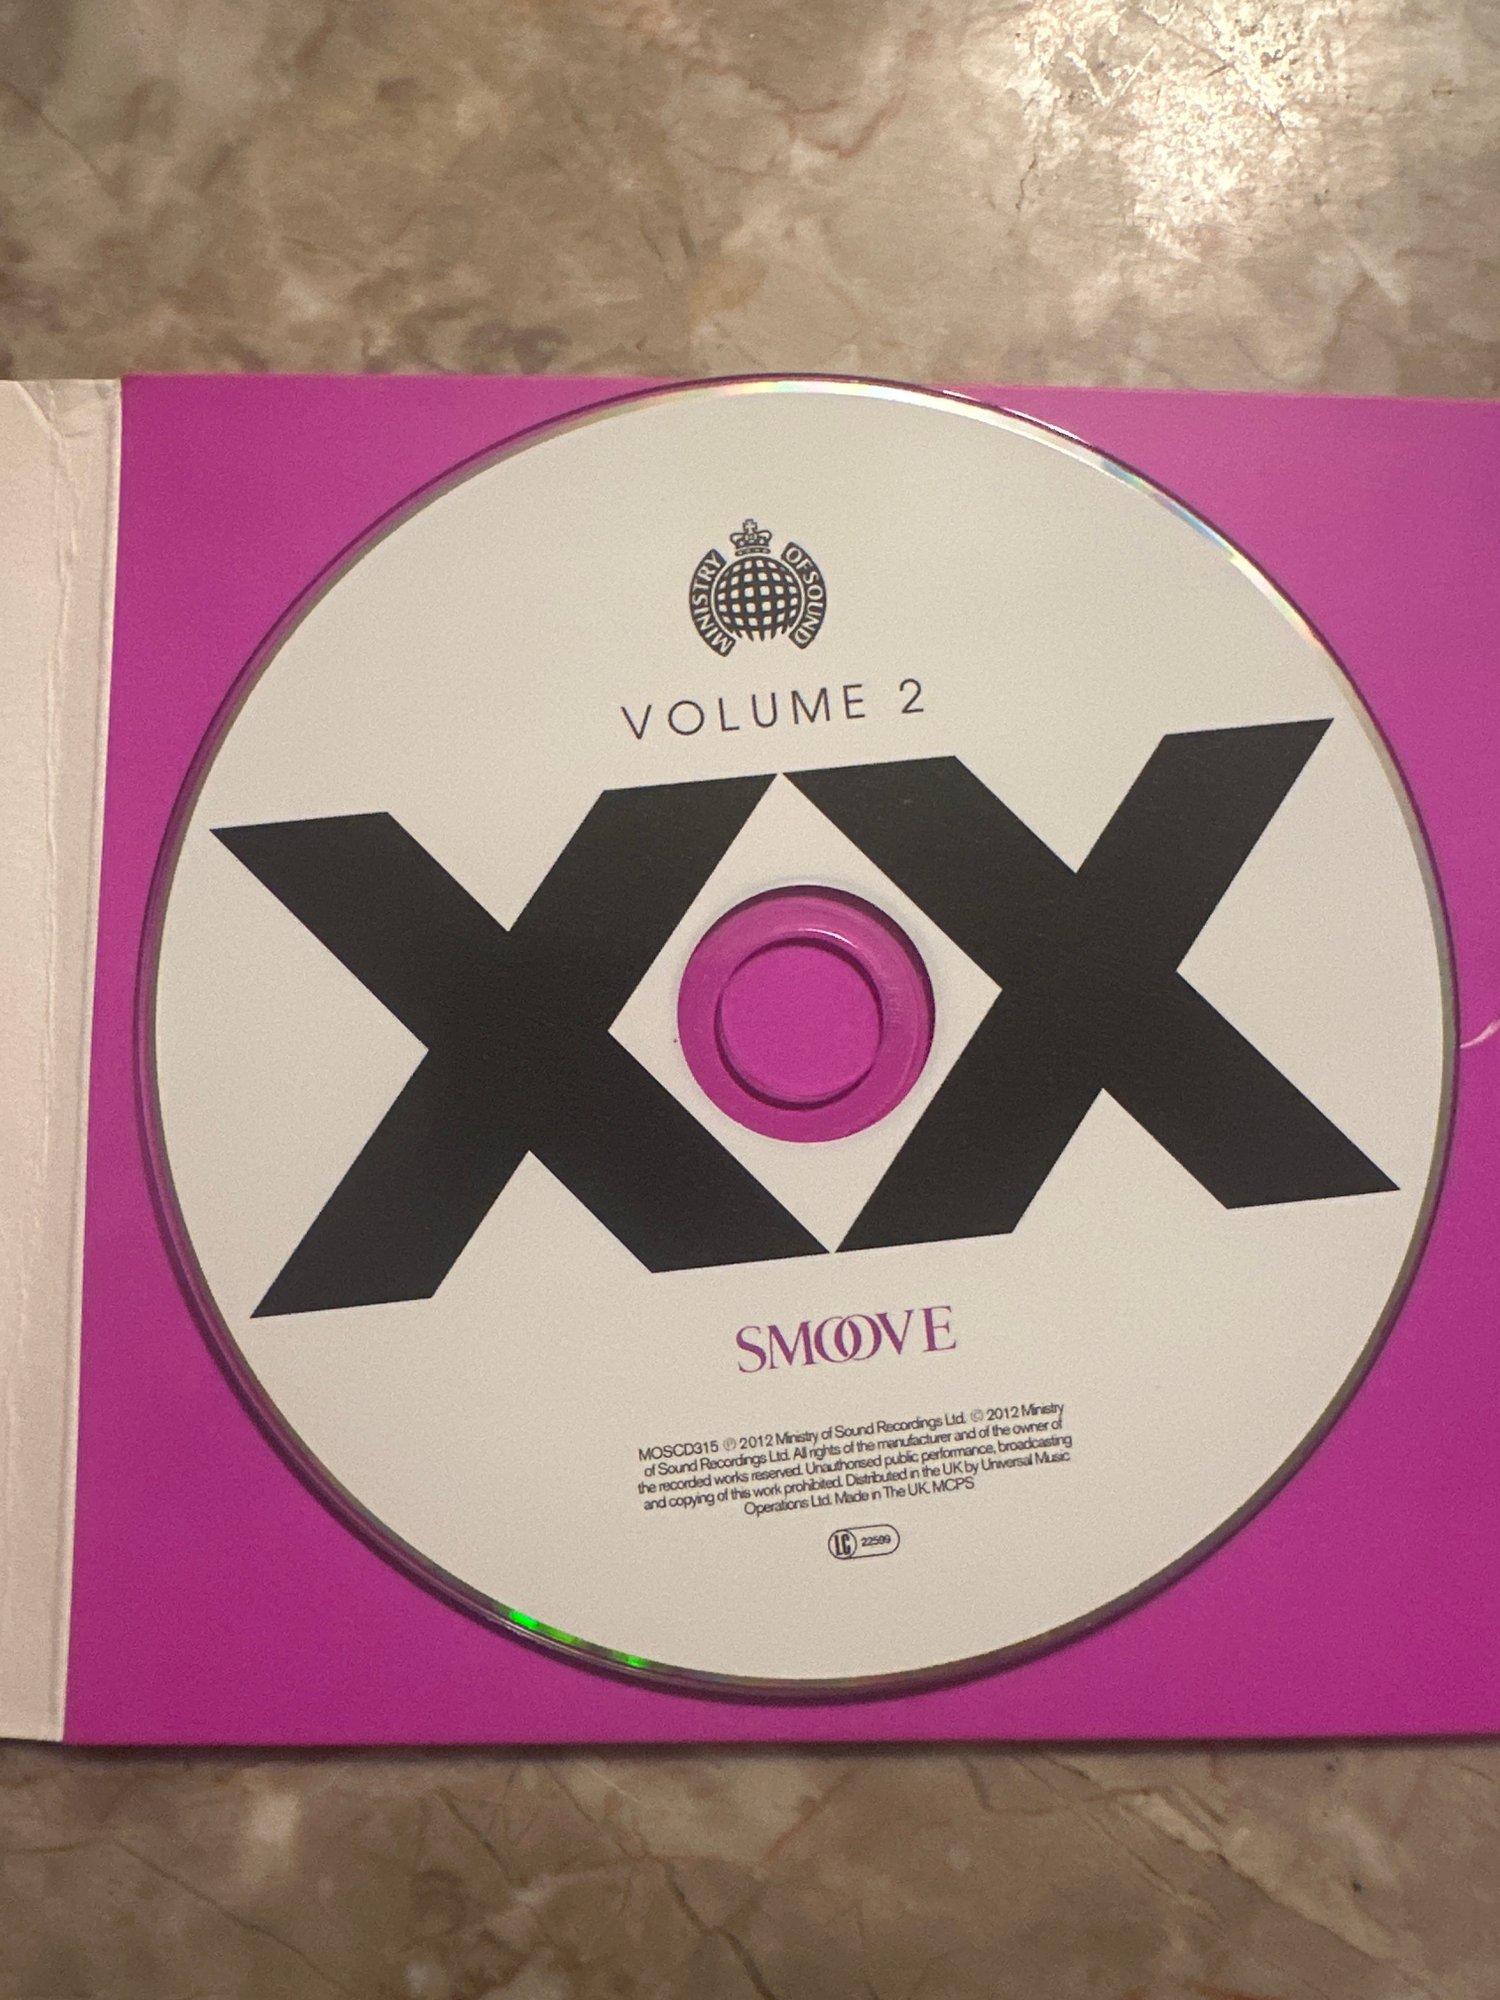 MINISTRY OF SOUND
VOLUME 2
XX
SMOOVE
MOSCD315 ℗ 2012 Ministry of Sound Recordings Ltd. © 2012 Ministry
of Sound Recordings Ltd. All rights of the manufacturer and of the owner of
the recorded works reserved. Unauthorised public performance, broadcasting
and copying of this work prohibited. Distributed in the UK by Universal Music
Operations Ltd. Made in The UK. MCPS
LC 22599